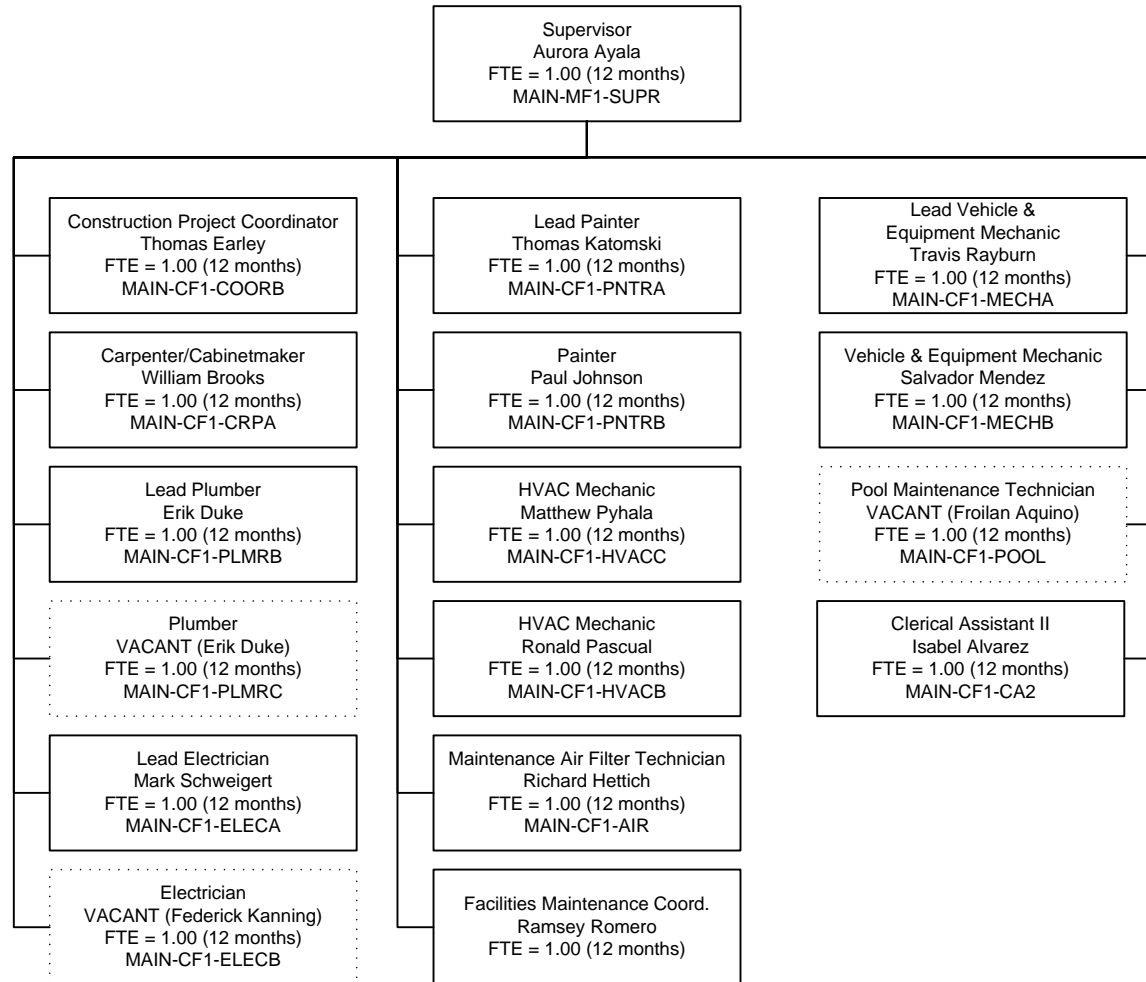 Supervisor
Aurora Ayala
FTE = 1.00 (12 months)
MAIN-MF1-SUPR
Construction Project Coordinator
Thomas Earley
FTE = 1.00 (12 months)
MAIN-CF1-COORB
Carpenter/Cabinetmaker
William Brooks
FTE = 1.00 (12 months)
MAIN-CF1-CRPA
Lead Plumber
Erik Duke
FTE = 1.00 (12 months)
MAIN-CF1-PLMRB
Plumber
VACANT (Erik Duke)
FTE = 1.00 (12 months)
MAIN-CF1-PLMRC
Lead Electrician
Mark Schweigert
FTE = 1.00 (12 months)
MAIN-CF1-ELECA
Electrician
VACANT (Federick Kanning)
FTE = 1.00 (12 months)
MAIN-CF1-ELECB
Lead Painter
Thomas Katomski
FTE = 1.00 (12 months)
MAIN-CF1-PNTRA
Painter
Paul Johnson
FTE = 1.00 (12 months)
MAIN-CF1-PNTRB
HVAC Mechanic
Matthew Pyhala
FTE = 1.00 (12 months)
MAIN-CF1-HVACC
HVAC Mechanic
Ronald Pascual
FTE = 1.00 (12 months)
MAIN-CF1-HVACB
Maintenance Air Filter Technician
Richard Hettich
FTE = 1.00 (12 months)
MAIN-CF1-AIR
Facilities Maintenance Coord.
Ramsey Romero
FTE = 1.00 (12 months)
Lead Vehicle &
Equipment Mechanic
Travis Rayburn
FTE = 1.00 (12 months)
MAIN-CF1-MECHA
Vehicle & Equipment Mechanic
Salvador Mendez
FTE = 1.00 (12 months)
MAIN-CF1-MECHB
Pool Maintenance Technician
VACANT (Froilan Aquino)
FTE = 1.00 (12 months)
MAIN-CF1-POOL
Clerical Assistant II
Isabel Alvarez
FTE = 1.00 (12 months)
MAIN-CF1-CA2